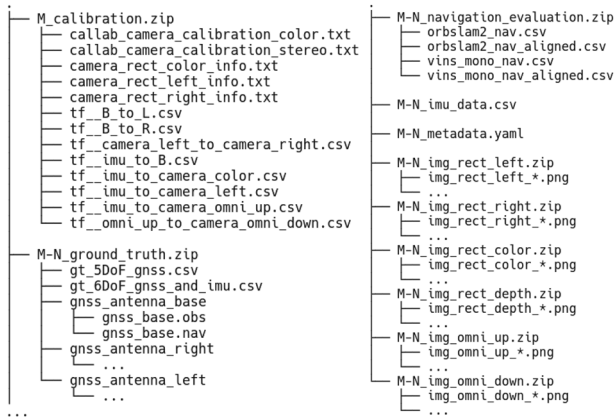 .
├── M_calibration.zip
│   ├── callab_camera_calibration_color.txt
│   ├── callab_camera_calibration_stereo.txt
│   ├── camera_rect_color_info.txt
│   ├── camera_rect_left_info.txt
│   ├── camera_rect_right_info.txt
│   ├── tf__B_to_L.csv
│   ├── tf__B_to_R.csv
│   ├── tf__camera_left_to_camera_right.csv
│   ├── tf__imu_to_B.csv
│   ├── tf__imu_to_camera_color.csv
│   ├── tf__imu_to_camera_left.csv
│   ├── tf__imu_to_camera_omni_up.csv
│   └── tf__omni_up_to_camera_omni_down.csv
│
├── M-N_ground_truth.zip
│   ├── gt_5DoF_gnss.csv
│   ├── gt_6DoF_gnss_and_imu.csv
│   ├── gnss_antenna_base
│   │   ├── gnss_base.obs
│   │   └── gnss_base.nav
│   ├── gnss_antenna_right
│   │   └── ...
│   └── gnss_antenna_left
│       └── ...
...
.
├── M-N_navigation_evaluation.zip
│   ├── orbslam2_nav.csv
│   ├── orbslam2_nav_aligned.csv
│   ├── vins_mono_nav.csv
│   └── vins_mono_nav_aligned.csv
│
├── M-N_imu_data.csv
│
├── M-N_metadata.yaml
│
├── M-N_img_rect_left.zip
│   ├── img_rect_left_*.png
│   └── ...
├── M-N_img_rect_right.zip
│   ├── img_rect_right_*.png
│   └── ...
├── M-N_img_rect_color.zip
│   ├── img_rect_color_*.png
│   └── ...
├── M-N_img_rect_depth.zip
│   ├── img_rect_depth_*.png
│   └── ...
├── M-N_img_omni_up.zip
│   ├── img_omni_up_*.png
│   └── ...
└── M-N_img_omni_down.zip
    ├── img_omni_down_*.png
    └── ...